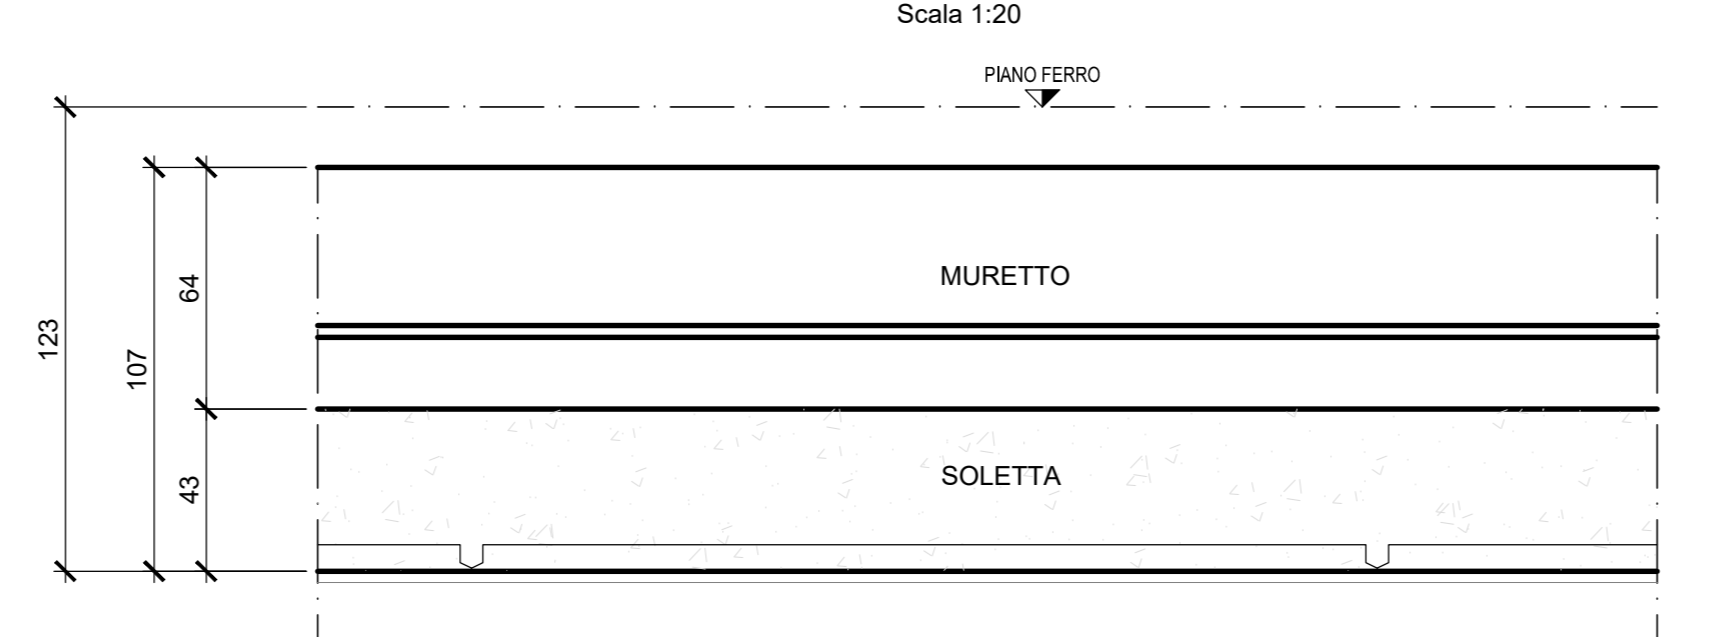 Scala 1:20
PIANO FERRO
MURETTO
64
123
107
SOLETTA
43